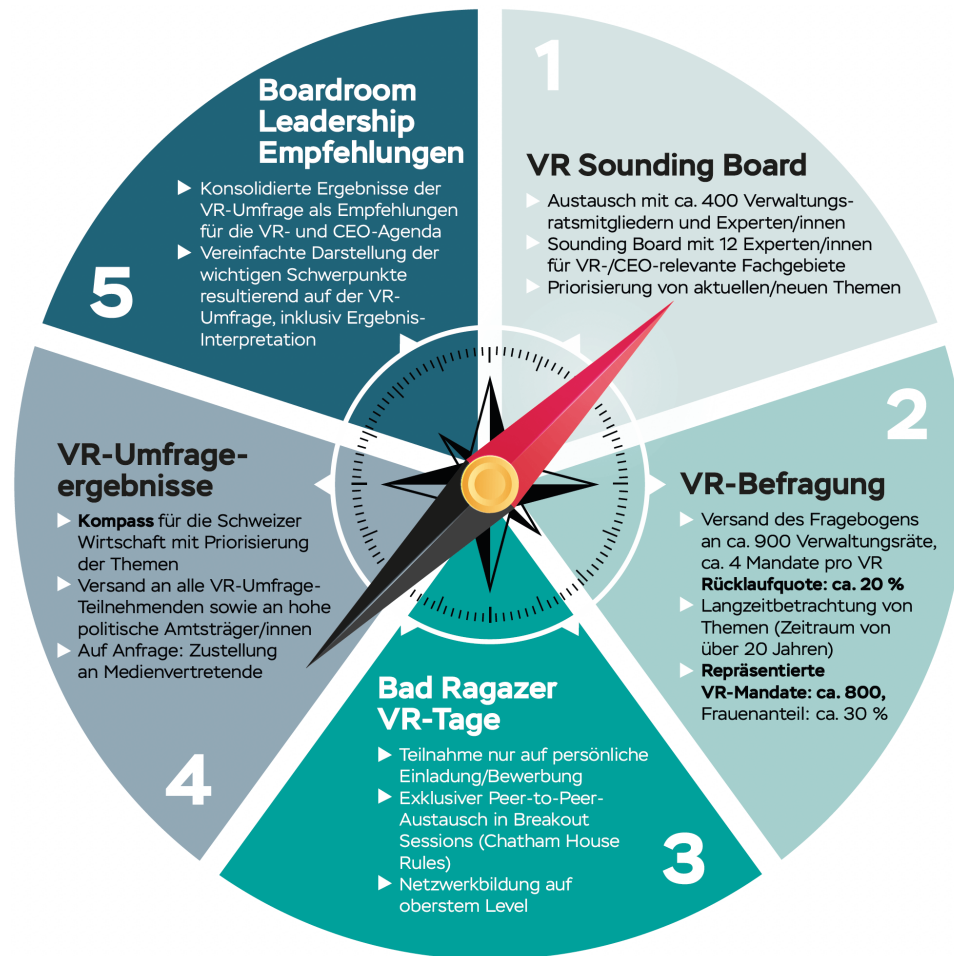 1
VR Sounding Board
Austausch mit ca. 400 Verwaltungs-
ratsmitgliedern und Experten/innen
Sounding Board mit 12 Experten/innen
für VR-/CEO-relevante Fachgebiete
Priorisierung von aktuellen/neuen Themen
2
VR-Befragung
Versand des Fragebogens
an ca. 900 Verwaltungsräte,
ca. 4 Mandate pro VR
Rücklaufquote: ca. 20 %
Langzeitbetrachtung von
Themen (Zeitraum von
über 20 Jahren)
Repräsentierte
VR-Mandate: ca. 800,
Frauenanteil: ca. 30 %
Bad Ragazer
VR-Tage
Teilnahme nur auf persönliche
Einladung/Bewerbung
Exklusiver Peer-to-Peer-
Austausch in Breakout
Sessions (Chatham House
Rules)
Netzwerkbildung auf
oberstem Level
3
VR-Umfrage-
ergebnisse
Kompass für die Schweizer
Wirtschaft mit Priorisierung
der Themen
Versand an alle VR-Umfrage-
Teilnehmenden sowie an hohe
politische Amtsträger/innen
Auf Anfrage: Zustellung
an Medienvertretende
4
Boardroom
Leadership
Empfehlungen
Konsolidierte Ergebnisse der
VR-Umfrage als Empfehlungen
für die VR- und CEO-Agenda
Vereinfachte Darstellung der
wichtigen Schwerpunkte
resultierend auf der VR-
Umfrage, inklusiv Ergebnis-
Interpretation
5